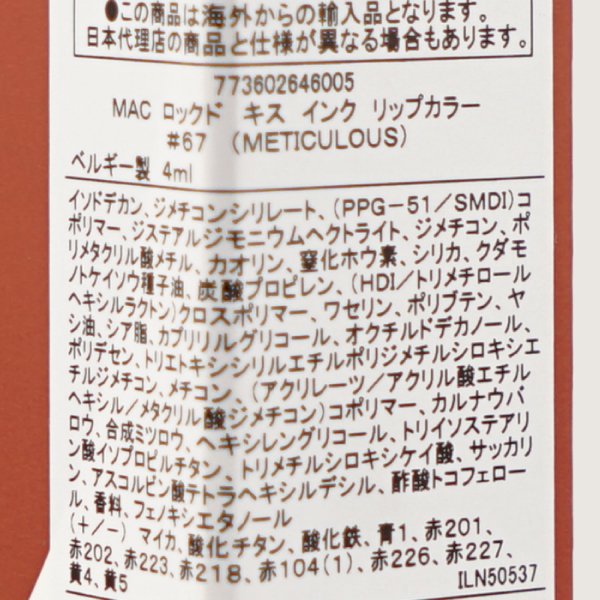 ●この商品は海外からの輸入品となります。
日本代理店の商品と仕様が異なる場合もあります。
773602646005
MAC ロックド キス インク リップカラー
#67 (METICULOUS)
ベルギー製 4ml
イソドデカン、ジメチコンシリレート、(PPG-51/SMDI)コ
ポリマー、ジステアルジモニウムヘクトライト、ジメチコン、ポ
リメタクリル酸メチル、カオリン、窒化ホウ素、シリカ、クダモ
ノトケイソウ種子油、炭酸プロピレン、(HDI/トリメチロール
ヘキシルラクトン)クロスポリマー、ワセリン、ポリブテン、ヤ
シ油、シア脂、カプリリルグリコール、オクチルドデカノール、
ポリデセン、トリエトキシシリルエチルポリジメチルシロキシエ
チルジメチコン、メチコン、(アクリレーツ/アクリル酸エチル
ヘキシル/メタクリル酸ジメチコン)コポリマー、カルナウバ
ロウ、合成ミツロウ、ヘキシレングリコール、トリイソステアリ
ン酸イソプロピルチタン、トリメチルシロキシケイ酸、サッカリ
ン、アスコルビン酸テトラヘキシルデシル、酢酸トコフェロー
ル、香料、フェノキシエタノール
(+/-) マイカ、酸化チタン、酸化鉄、青1、赤201、
赤202、赤223、赤218、赤104(1)、赤226、赤227、
黄4、黄5 ILN50537